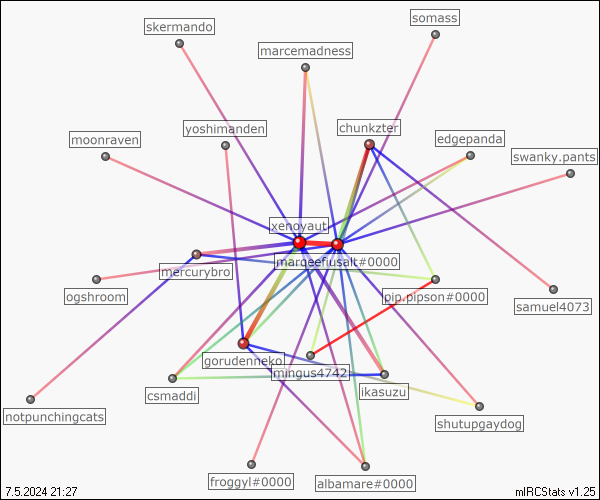 somass
skermando
marcemadness
yoshimanden
chunkzter
moonraven
edgepanda
swanky.pants
xenoyaut
marqeefiusalt#0000
mercurybro
ogshroom
pip.pipson#0000
samuel4073
gorudenneko
mingus4742
csmaddi
ikasuzu
notpunchingcats
shutupgaydog
froggyl#0000
albamare#0000
7.5.2024 21:27
mIRCStats v1.25